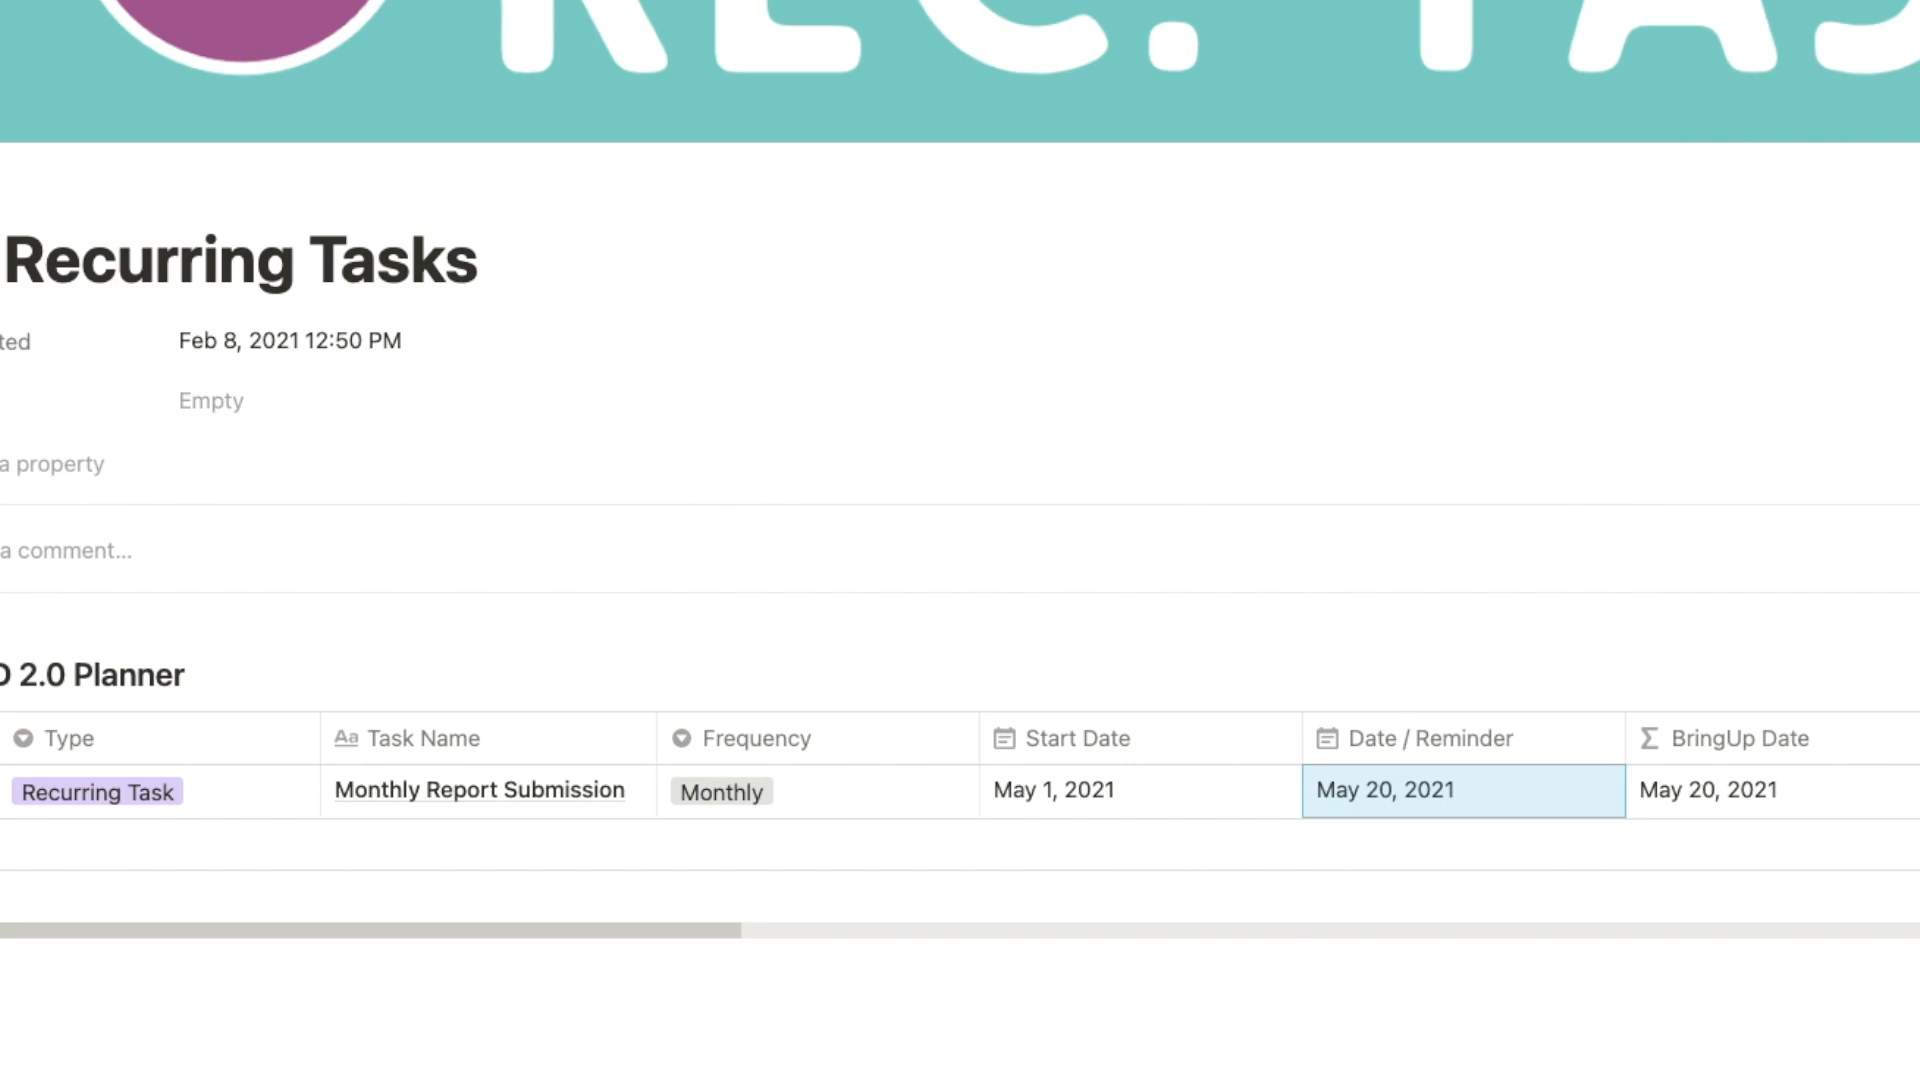 REC. TAS
Recurring Tasks
ted Feb 8, 2021 12:50 PM
Empty
a property
a comment...
2.0 Planner
Type Task Name Frequency Start Date Date / Reminder BringUp Date
Recurring Task Monthly Report Submission Monthly May 1, 2021 May 20, 2021 May 20, 2021